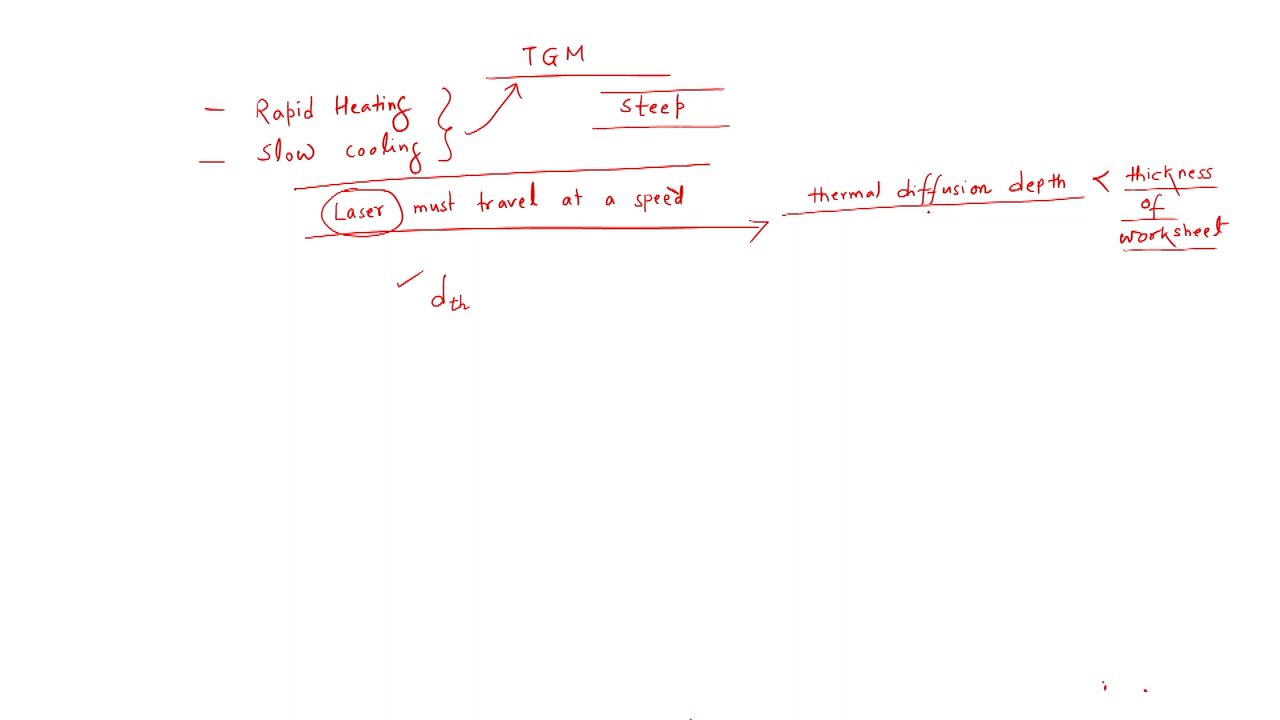 TGM
- Rapid Heating
steep
- slow cooling
Laser must travel at a speed
thermal diffusion depth < thickness
of
worksheet
dth